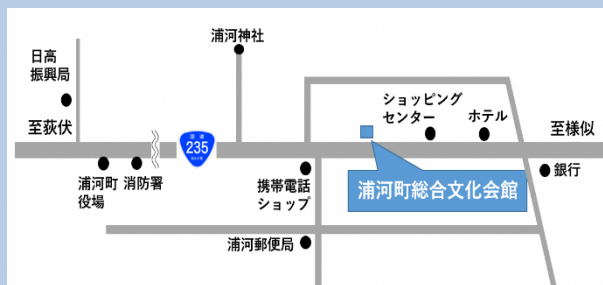 浦河神社
日高
振興局
ショッピング
センター
ホテル
至荻伏
至様似
国道
235
浦河町
役場
消防署
携帯電話
ショップ
浦河町総合文化会館
銀行
浦河郵便局